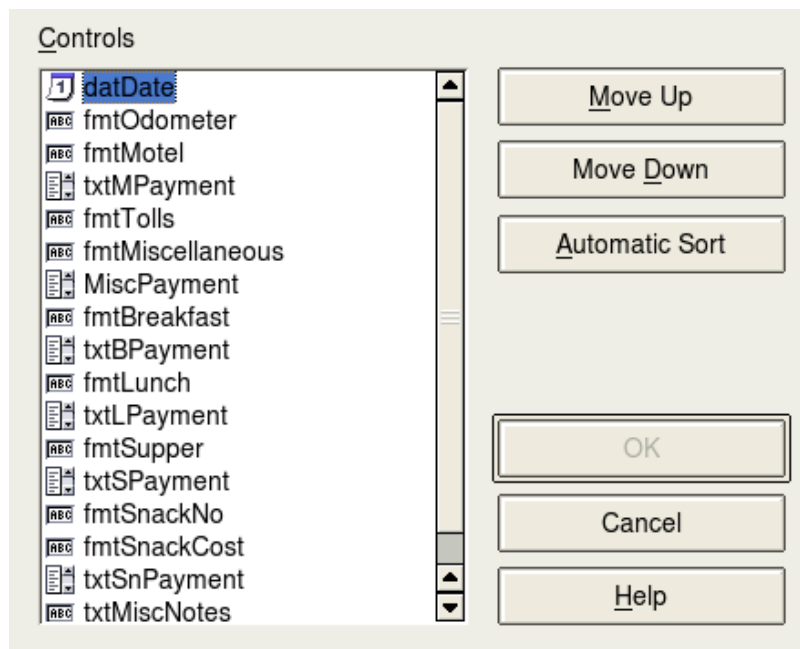 Controls
datDate
fmtOdometer
fmtMotel
txtMPayment
fmtTolls
fmtMiscellaneous
MiscPayment
fmtBreakfast
txtBPayment
fmtLunch
txtLPayment
fmtSupper
txtSPayment
fmtSnackNo
fmtSnackCost
txtSnPayment
txtMiscNotes
Move Up
Move Down
Automatic Sort
OK
Cancel
Help